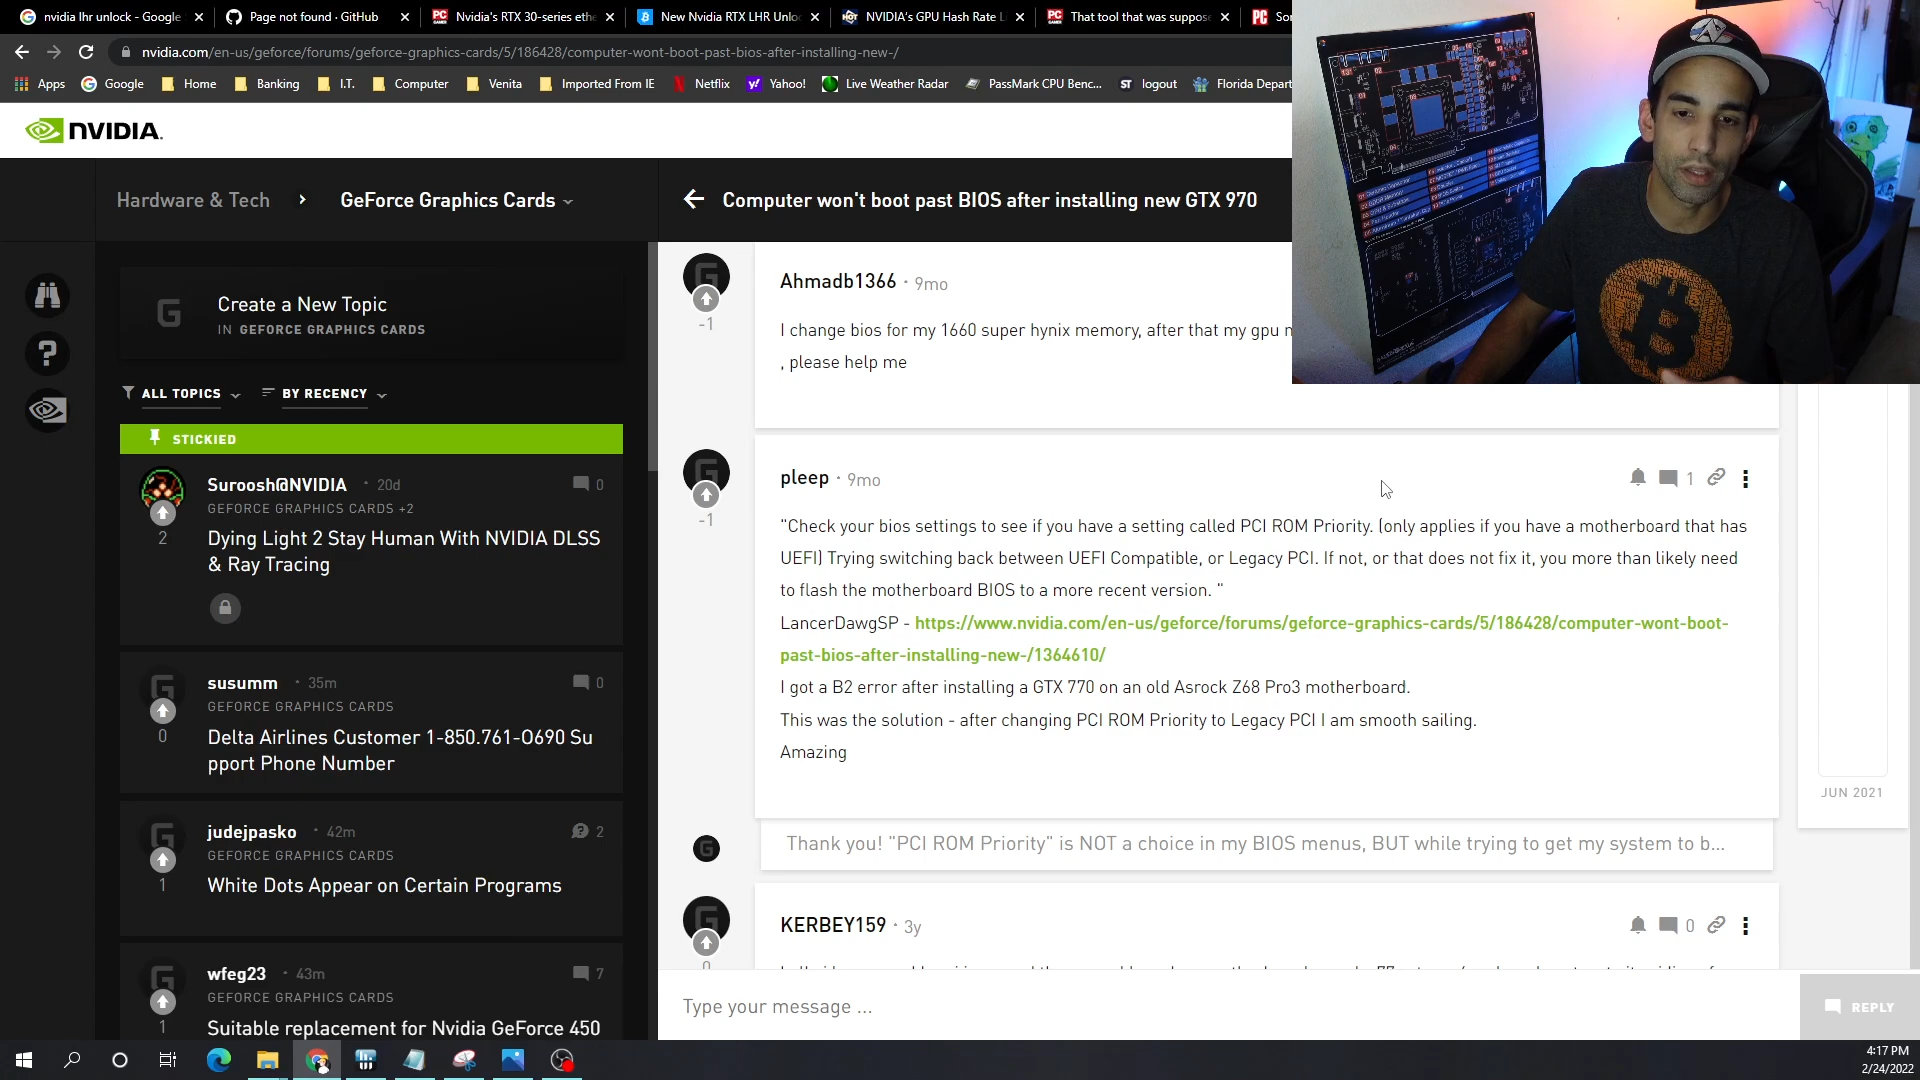 nvidia lhr unlock - Google
Page not found · GitHub
Nvidia's RTX 30-series ethe
New Nvidia RTX LHR Unloc
NVIDIA's GPU Hash Rate L
That tool that was suppose
nvidia.com/en-us/geforce/forums/geforce-graphics-cards/5/186428/computer-wont-boot-past-bios-after-installing-new-/
Apps
Google
Home
Banking
I.T.
Computer
Venita
Imported From IE
Netflix
Yahoo!
Live Weather Radar
PassMark CPU Benc...
logout
Florida Depart
NVIDIA.
Hardware & Tech
GeForce Graphics Cards
Computer won't boot past BIOS after installing new GTX 970
Create a New Topic
IN GEFORCE GRAPHICS CARDS
ALL TOPICS
BY RECENCY
STICKIED
Suroosh@NVIDIA · 20d
0
GEFORCE GRAPHICS CARDS +2
2
Dying Light 2 Stay Human With NVIDIA DLSS
& Ray Tracing
susumm · 35m
0
GEFORCE GRAPHICS CARDS
0
Delta Airlines Customer 1-850.761-O690 Su
pport Phone Number
judejpasko · 42m
2
GEFORCE GRAPHICS CARDS
1
White Dots Appear on Certain Programs
wfeg23 · 43m
7
GEFORCE GRAPHICS CARDS
1
Suitable replacement for Nvidia GeForce 450
Ahmadb1366 · 9mo
-1
I change bios for my 1660 super hynix memory, after that my gpu n
, please help me
pleep · 9mo
1
-1
"Check your bios settings to see if you have a setting called PCI ROM Priority. (only applies if you have a motherboard that has
UEFI) Trying switching back between UEFI Compatible, or Legacy PCI. If not, or that does not fix it, you more than likely need
to flash the motherboard BIOS to a more recent version. "
LancerDawgSP - https://www.nvidia.com/en-us/geforce/forums/geforce-graphics-cards/5/186428/computer-wont-boot-
past-bios-after-installing-new-/1364610/
I got a B2 error after installing a GTX 770 on an old Asrock Z68 Pro3 motherboard.
This was the solution - after changing PCI ROM Priority to Legacy PCI I am smooth sailing.
Amazing
JUN 2021
Thank you! "PCI ROM Priority" is NOT a choice in my BIOS menus, BUT while trying to get my system to b...
KERBEY159 · 3y
0
Type your message ...
REPLY
4:17 PM
2/24/2022